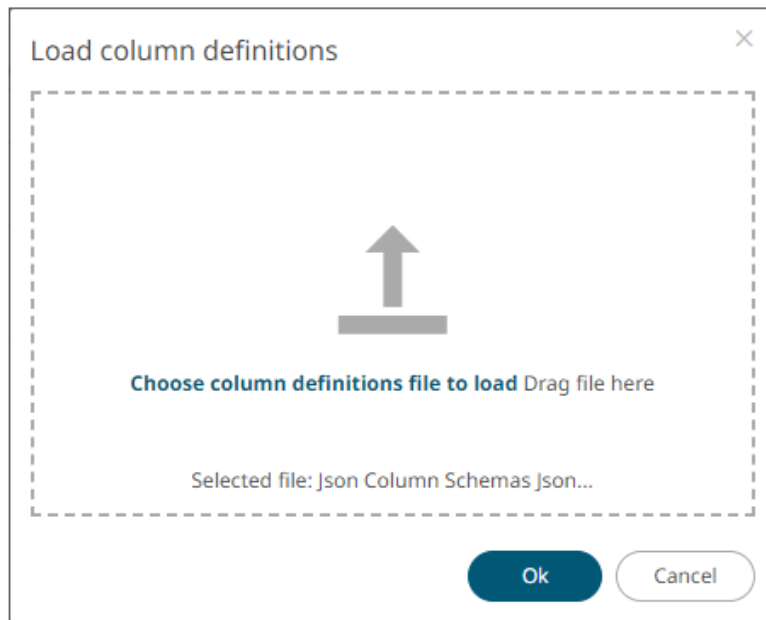 Load column definitions
Choose column definitions file to load Drag file here
Selected file: Json Column Schemas Json...
Ok
Cancel